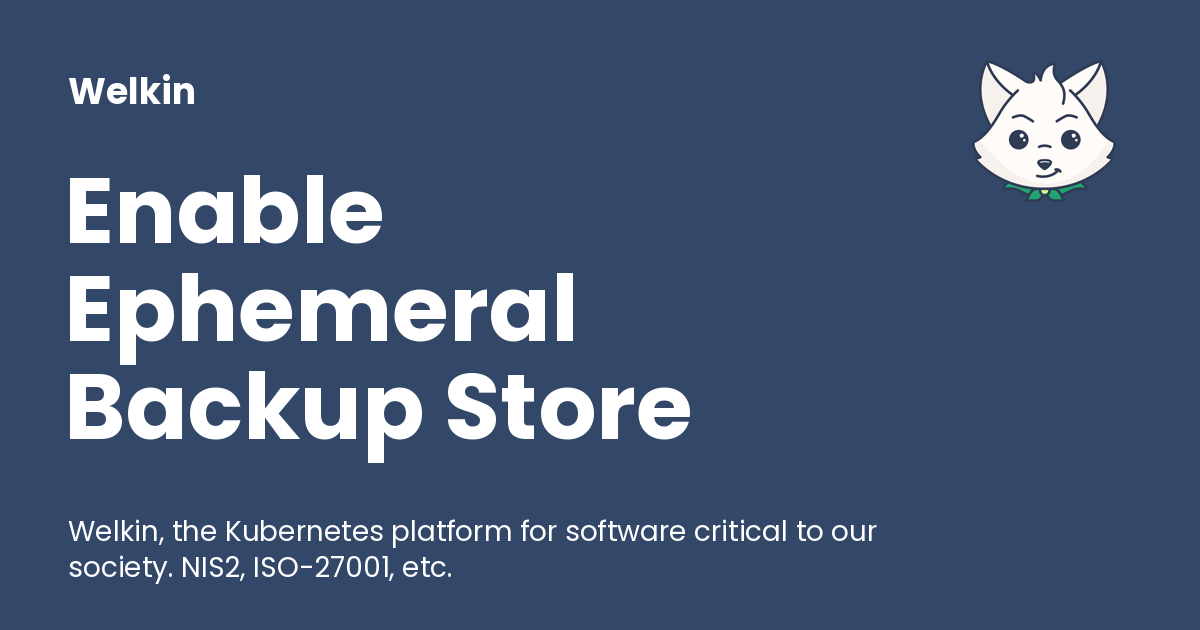 Welkin
Enable
Ephemeral
Backup Store
Welkin, the Kubernetes platform for software critical to our
society. NIS2, ISO-27001, etc.